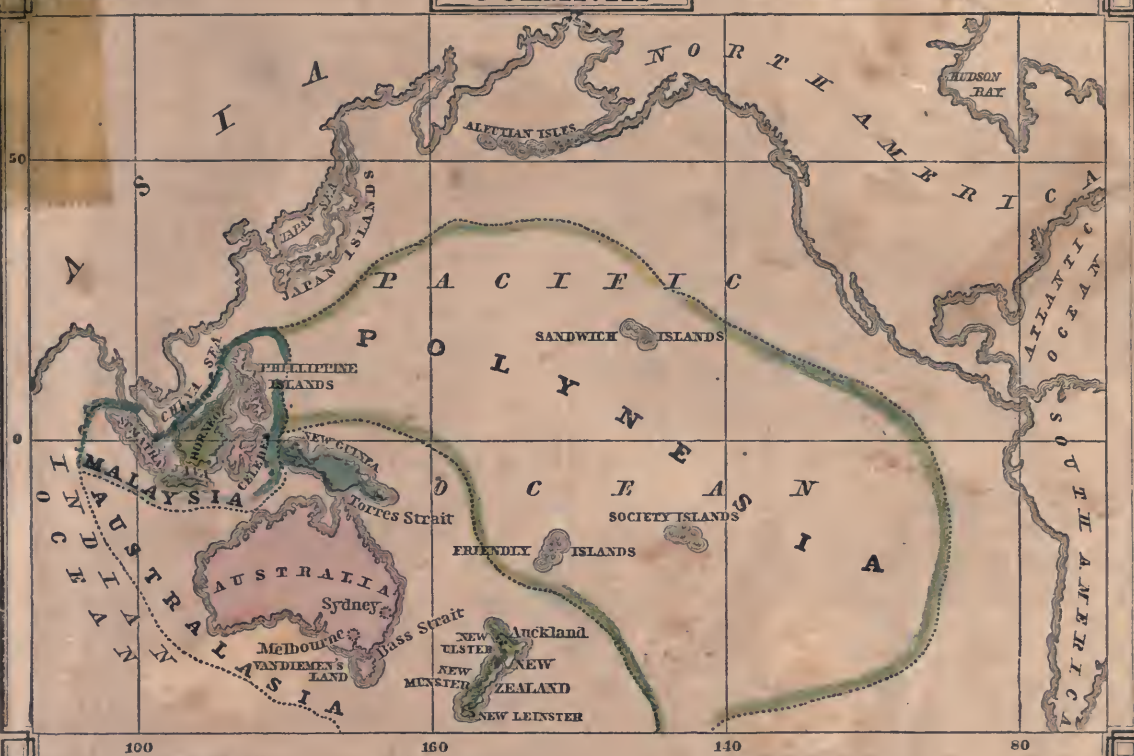 NORTH AMERICA
ASIA
HUDSON
BAY
ALEUTIAN ISLES
50
JAPAN SEA
JAPAN ISLANDS
PACIFIC
ATLANTIC
OCEAN
SANDWICH ISLANDS
POLYNESIA
CHINA SEA
PHILLIPPINE
ISLANDS
0
SUMATRA
BORNEO
CELEBES
NEW GUINEA
MALAYSIA
OCEAN
Torres Strait
SOCIETY ISLANDS
SOUTH AMERICA
INDIAN
OCEAN
AUSTRALASIA
FRIENDLY ISLANDS
AUSTRALIA
Sydney
Bass Strait
Melbourne
VANDIEMEN'S
LAND
Auckland
NEW
ULSTER
NEW
ZEALAND
NEW
MUNSTER
NEW LEINSTER
100
160
140
80